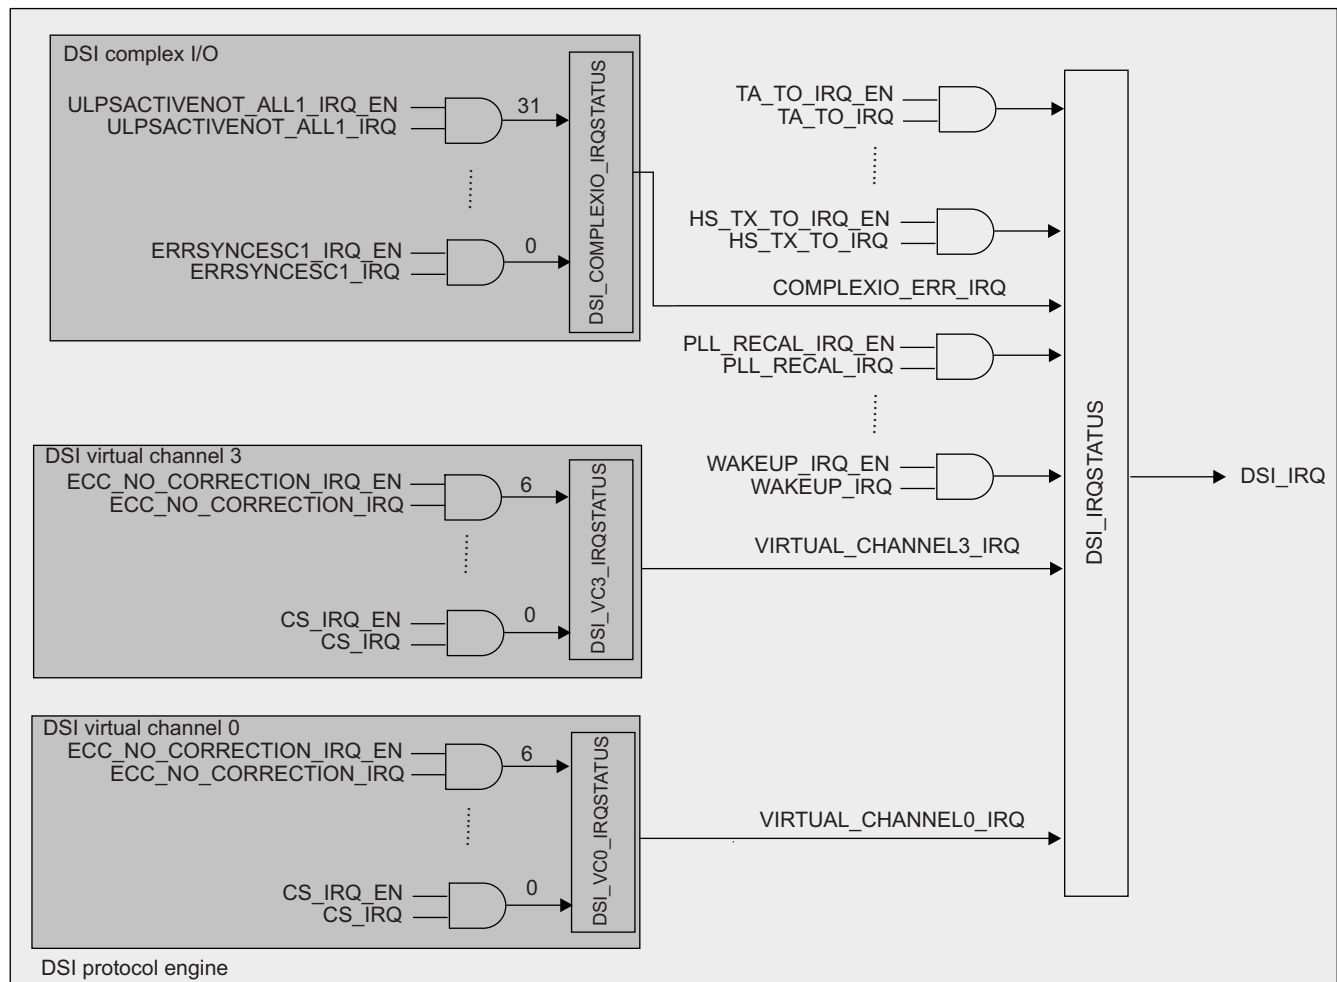 DSI complex I/O
ULPSACTIVENOT_ALL1_IRQ_EN
ULPSACTIVENOT_ALL1_IRQ
31
ERRSYNCESC1_IRQ_EN
ERRSYNCESC1_IRQ
0
DSI_COMPLEXIO_IRQSTATUS
TA_TO_IRQ_EN
TA_TO_IRQ
HS_TX_TO_IRQ_EN
HS_TX_TO_IRQ
COMPLEXIO_ERR_IRQ
PLL_RECAL_IRQ_EN
PLL_RECAL_IRQ
WAKEUP_IRQ_EN
WAKEUP_IRQ
DSI virtual channel 3
ECC_NO_CORRECTION_IRQ_EN
ECC_NO_CORRECTION_IRQ
6
CS_IRQ_EN
CS_IRQ
0
DSI_VC3_IRQSTATUS
VIRTUAL_CHANNEL3_IRQ
DSI virtual channel 0
ECC_NO_CORRECTION_IRQ_EN
ECC_NO_CORRECTION_IRQ
6
CS_IRQ_EN
CS_IRQ
0
DSI_VC0_IRQSTATUS
VIRTUAL_CHANNEL0_IRQ
DSI_IRQSTATUS
DSI_IRQ
DSI protocol engine